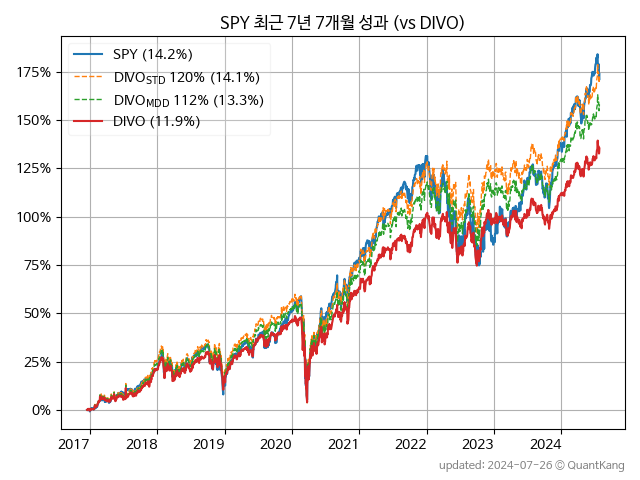 SPY 최근 7년 7개월 성과 (vs DIVO)
SPY (14.2%)
DIVO_STD 120% (14.1%)
DIVO_MDD 112% (13.3%)
DIVO (11.9%)
175%
150%
125%
100%
75%
50%
25%
0%
2017 2018 2019 2020 2021 2022 2023 2024
updated: 2024-07-26 © QuantKang